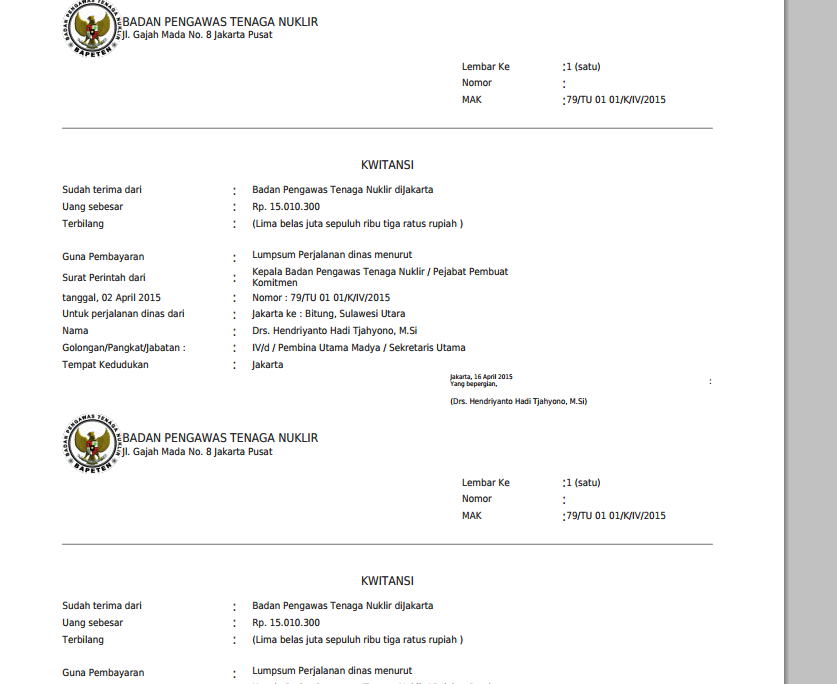 BADAN PENGAWAS TENAGA NUKLIR
Jl. Gajah Mada No. 8 Jakarta Pusat
BAPETEN
Lembar Ke : 1 (satu)
Nomor :
MAK : 79/TU 01 01/K/IV/2015
KWITANSI
Sudah terima dari : Badan Pengawas Tenaga Nuklir diJakarta
Uang sebesar : Rp. 15.010.300
Terbilang : (Lima belas juta sepuluh ribu tiga ratus rupiah )
Guna Pembayaran : Lumpsum Perjalanan dinas menurut
Surat Perintah dari : Kepala Badan Pengawas Tenaga Nuklir / Pejabat Pembuat
Komitmen
tanggal, 02 April 2015 : Nomor : 79/TU 01 01/K/IV/2015
Untuk perjalanan dinas dari : Jakarta ke : Bitung, Sulawesi Utara
Nama : Drs. Hendriyanto Hadi Tjahyono, M.Si
Golongan/Pangkat/Jabatan : : IV/d / Pembina Utama Madya / Sekretaris Utama
Tempat Kedudukan : Jakarta
Jakarta, 16 April 2015 :
Yang bepergian,
(Drs. Hendriyanto Hadi Tjahyono, M.Si)
BADAN PENGAWAS TENAGA NUKLIR
BAPETEN
BADAN PENGAWAS TENAGA NUKLIR
Jl. Gajah Mada No. 8 Jakarta Pusat
Lembar Ke : 1 (satu)
Nomor :
MAK : 79/TU 01 01/K/IV/2015
KWITANSI
Sudah terima dari : Badan Pengawas Tenaga Nuklir diJakarta
Uang sebesar : Rp. 15.010.300
Terbilang : (Lima belas juta sepuluh ribu tiga ratus rupiah )
Guna Pembayaran : Lumpsum Perjalanan dinas menurut